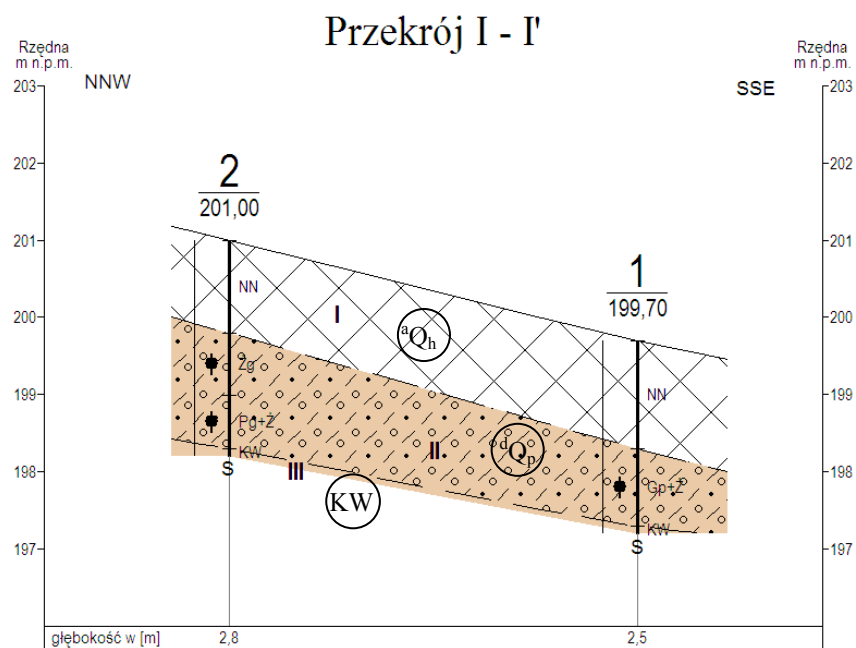 Przekrój I - I'
Rzędna
m n.p.m.
Rzędna
m n.p.m.
203
NNW
SSE
203
202
202
2
201,00
201
201
1
199,70
NN
I
200
aQh
200
NN
199
Żg
199
Pg+Ż
II
dQp
198
KW
III
198
S
KW
Gp+Ż
KW
197
S
197
głębokość w [m]
2,8
2,5